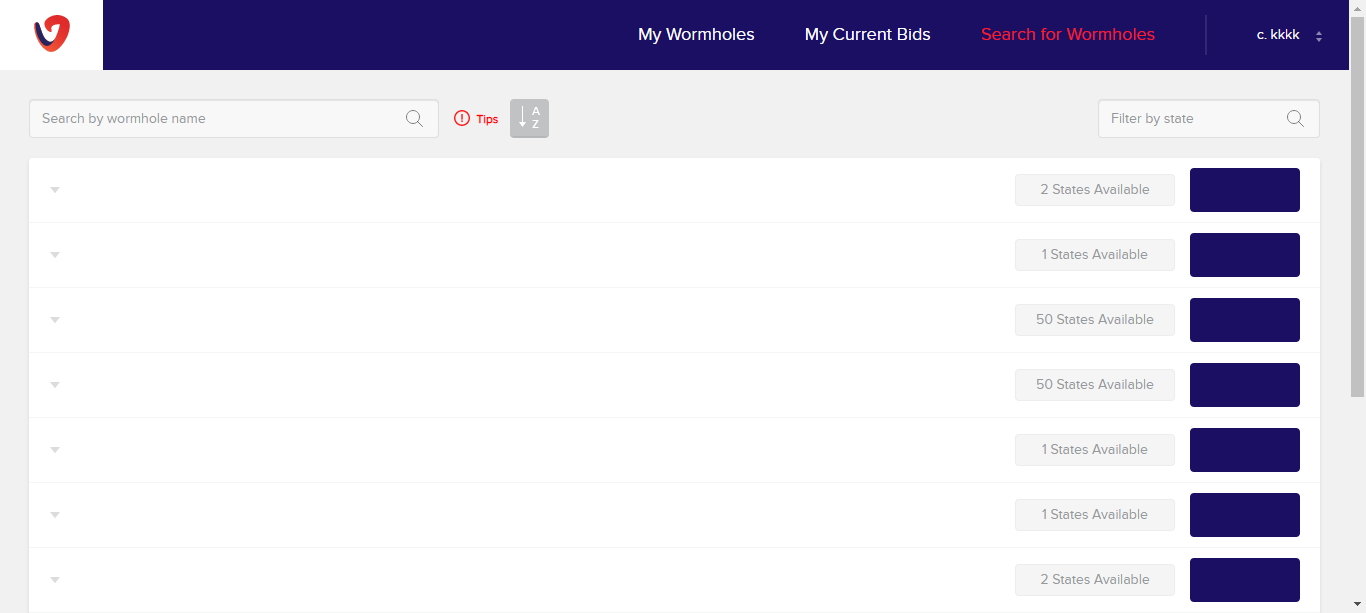 My Wormholes My Current Bids Search for Wormholes c. kkkk
Search by wormhole name Tips A Z Filter by state
2 States Available
1 States Available
50 States Available
50 States Available
1 States Available
1 States Available
2 States Available